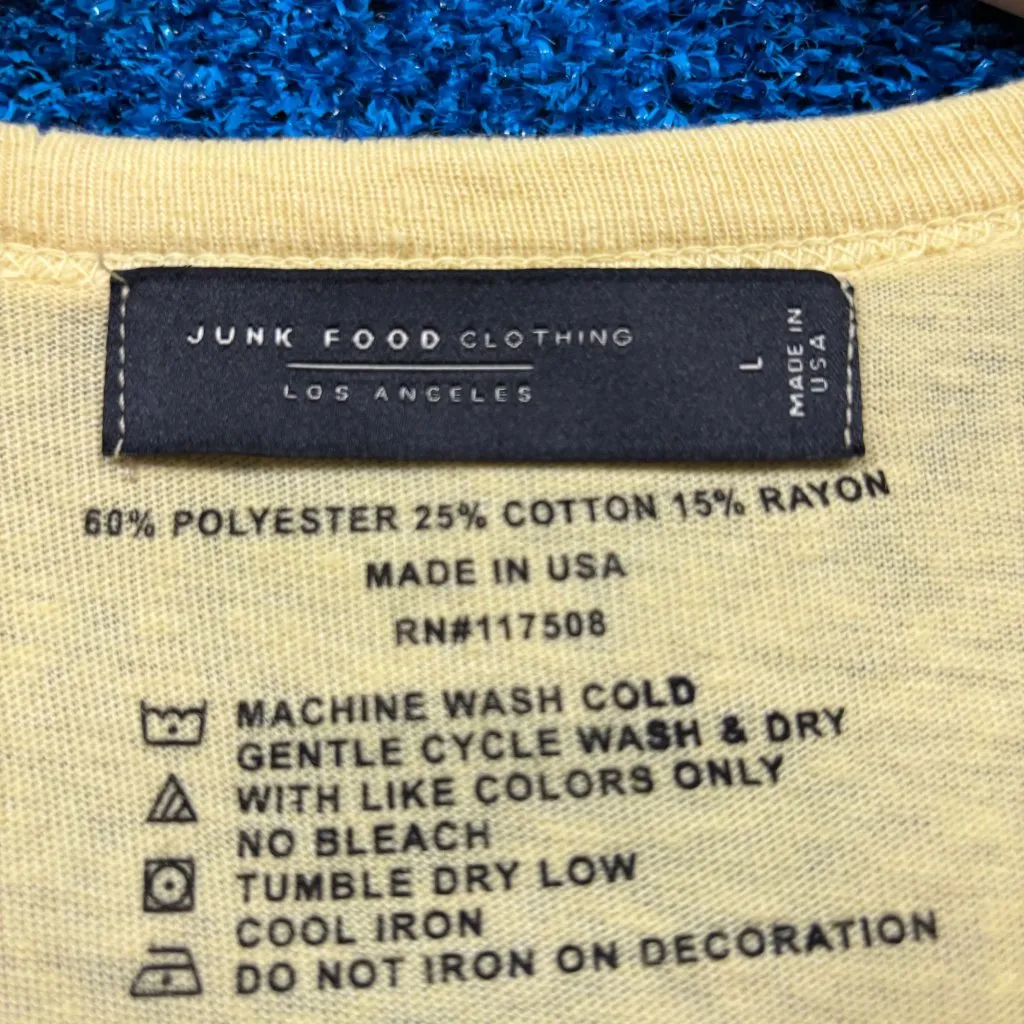 JUNK FOOD CLOTHING
LOS ANGELES
L
MADE IN
USA
60% POLYESTER 25% COTTON 15% RAYON
MADE IN USA
RN#117508
MACHINE WASH COLD
GENTLE CYCLE WASH & DRY
WITH LIKE COLORS ONLY
NO BLEACH
TUMBLE DRY LOW
COOL IRON
DO NOT IRON ON DECORATION